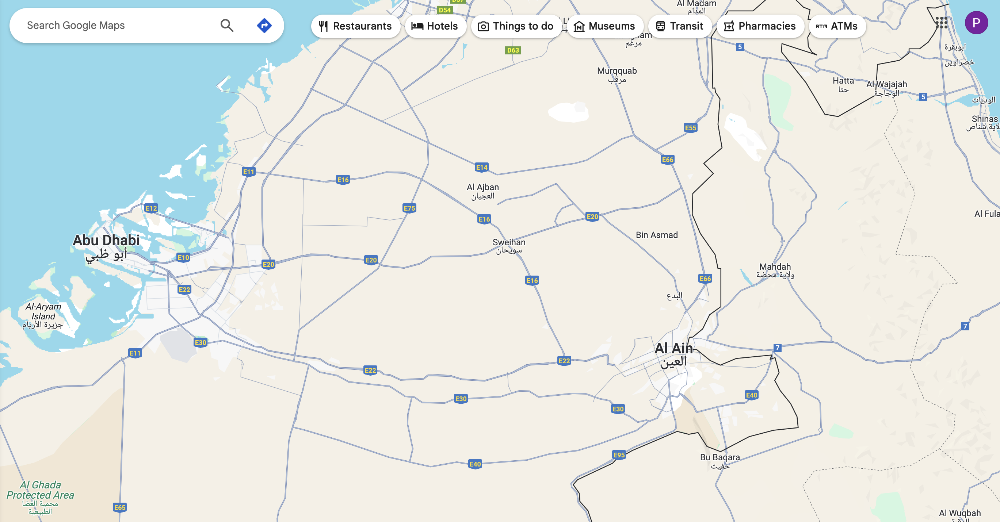 D57
D54
Al Madam
المدام
Search Google Maps
Restaurants
Hotels
Things to do
Museums
Transit
Pharmacies
ATM ATMs
P
مرغم
D63
5
ابوبقرة
خضراوين
Murqquab
مرقب
Hatta
حتا
Al Wajajah
الوجاجة
5
الوديات
Shinas
E55
E11
E16
E14
E66
Al Ajban
العجبان
E12
E75
E16
E20
Al Fula
Abu Dhabi
أبو ظبي
E10
E20
E20
Sweihan
سويحان
Bin Asmad
Mahdah
ولاية محضة
E22
E16
E66
البدع
Al-Aryam
Island
جزيرة الأريام
7
E30
E11
E22
E22
Al Ain
العين
7
E30
E30
E40
E40
E95
Bu Baqara
حفيت
Al Ghada
Protected Area
محمية الغضا
الطبيعية
E65
Al Wuqbah